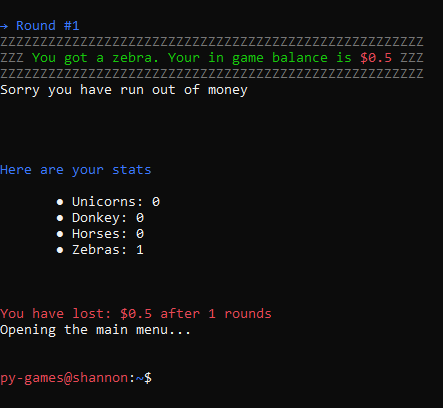 → Round #1
ZZZZZZZZZZZZZZZZZZZZZZZZZZZZZZZZZZZZZZZZZZZZZZZZZZZZZ
ZZZ You got a zebra. Your in game balance is $0.5 ZZZ
ZZZZZZZZZZZZZZZZZZZZZZZZZZZZZZZZZZZZZZZZZZZZZZZZZZZZZ
Sorry you have run out of money
Here are your stats
● Unicorns: 0
● Donkey: 0
● Horses: 0
● Zebras: 1
You have lost: $0.5 after 1 rounds
Opening the main menu...
py-games@shannon:~$